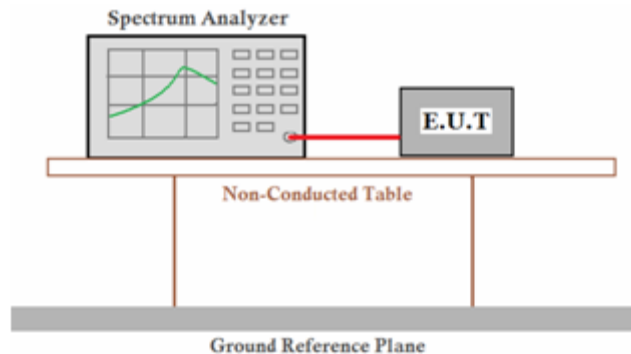 Spectrum Analyzer
E.U.T
Non-Conducted Table
Ground Reference Plane